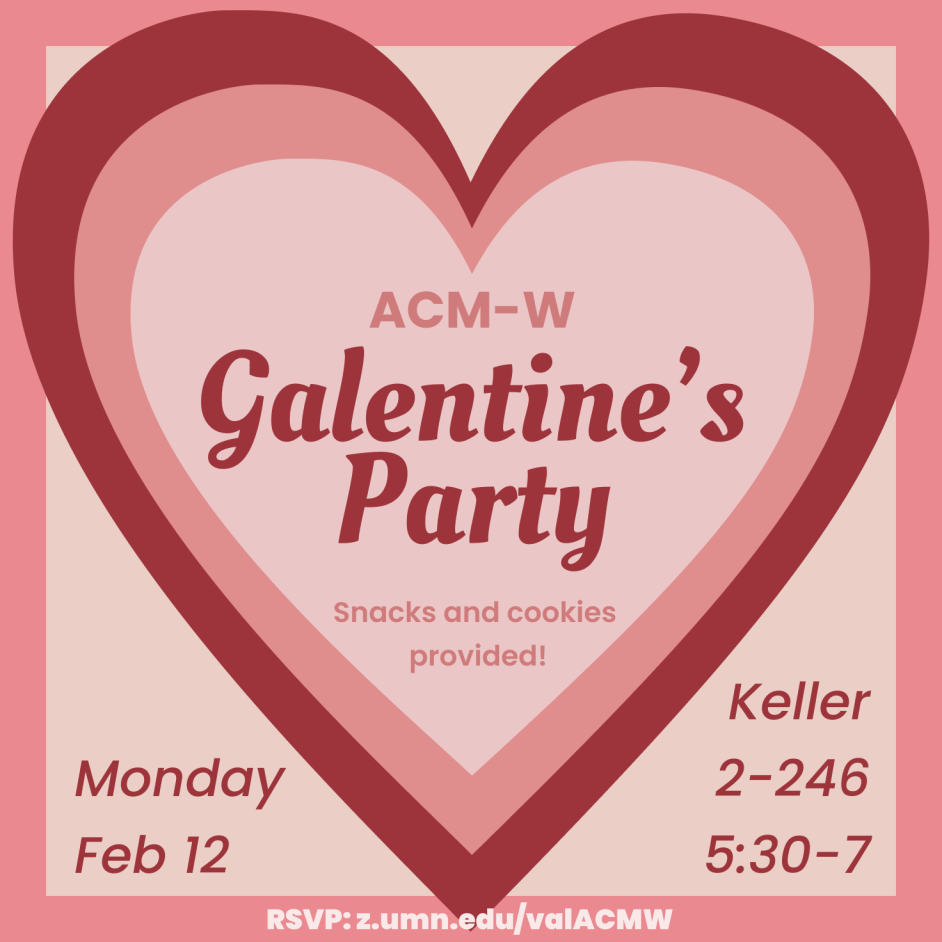 ACM-W
Galentine's
Party
Snacks and cookies
provided!
Monday
Feb 12
Keller
2-246
5:30-7
RSVP: z.umn.edu/valACMW